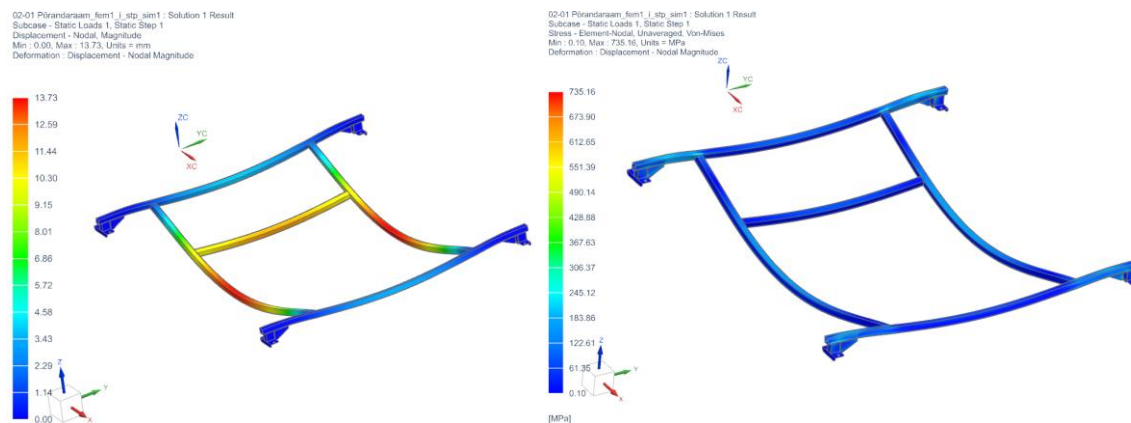 02-01 Põrandaraam_fem1_i_stp_sim1 : Solution 1 Result
Subcase - Static Loads 1, Static Step 1
Displacement - Nodal, Magnitude
Min : 0.00, Max : 13.73, Units = mm
Deformation : Displacement - Nodal Magnitude
13.73
12.59
11.44
10.30
9.15
8.01
6.86
5.72
4.58
3.43
2.29
1.14
0.00
ZC
YC
XC
Z
Y
X
02-01 Põrandaraam_fem1_i_stp_sim1 : Solution 1 Result
Subcase - Static Loads 1, Static Step 1
Stress - Element-Nodal, Unaveraged, Von-Mises
Min : 0.10, Max : 735.16, Units = MPa
Deformation : Displacement - Nodal Magnitude
735.16
673.90
612.65
551.39
490.14
428.88
367.63
306.37
245.12
183.86
122.61
61.35
0.10
[MPa]
ZC
YC
XC
Z
Y
X